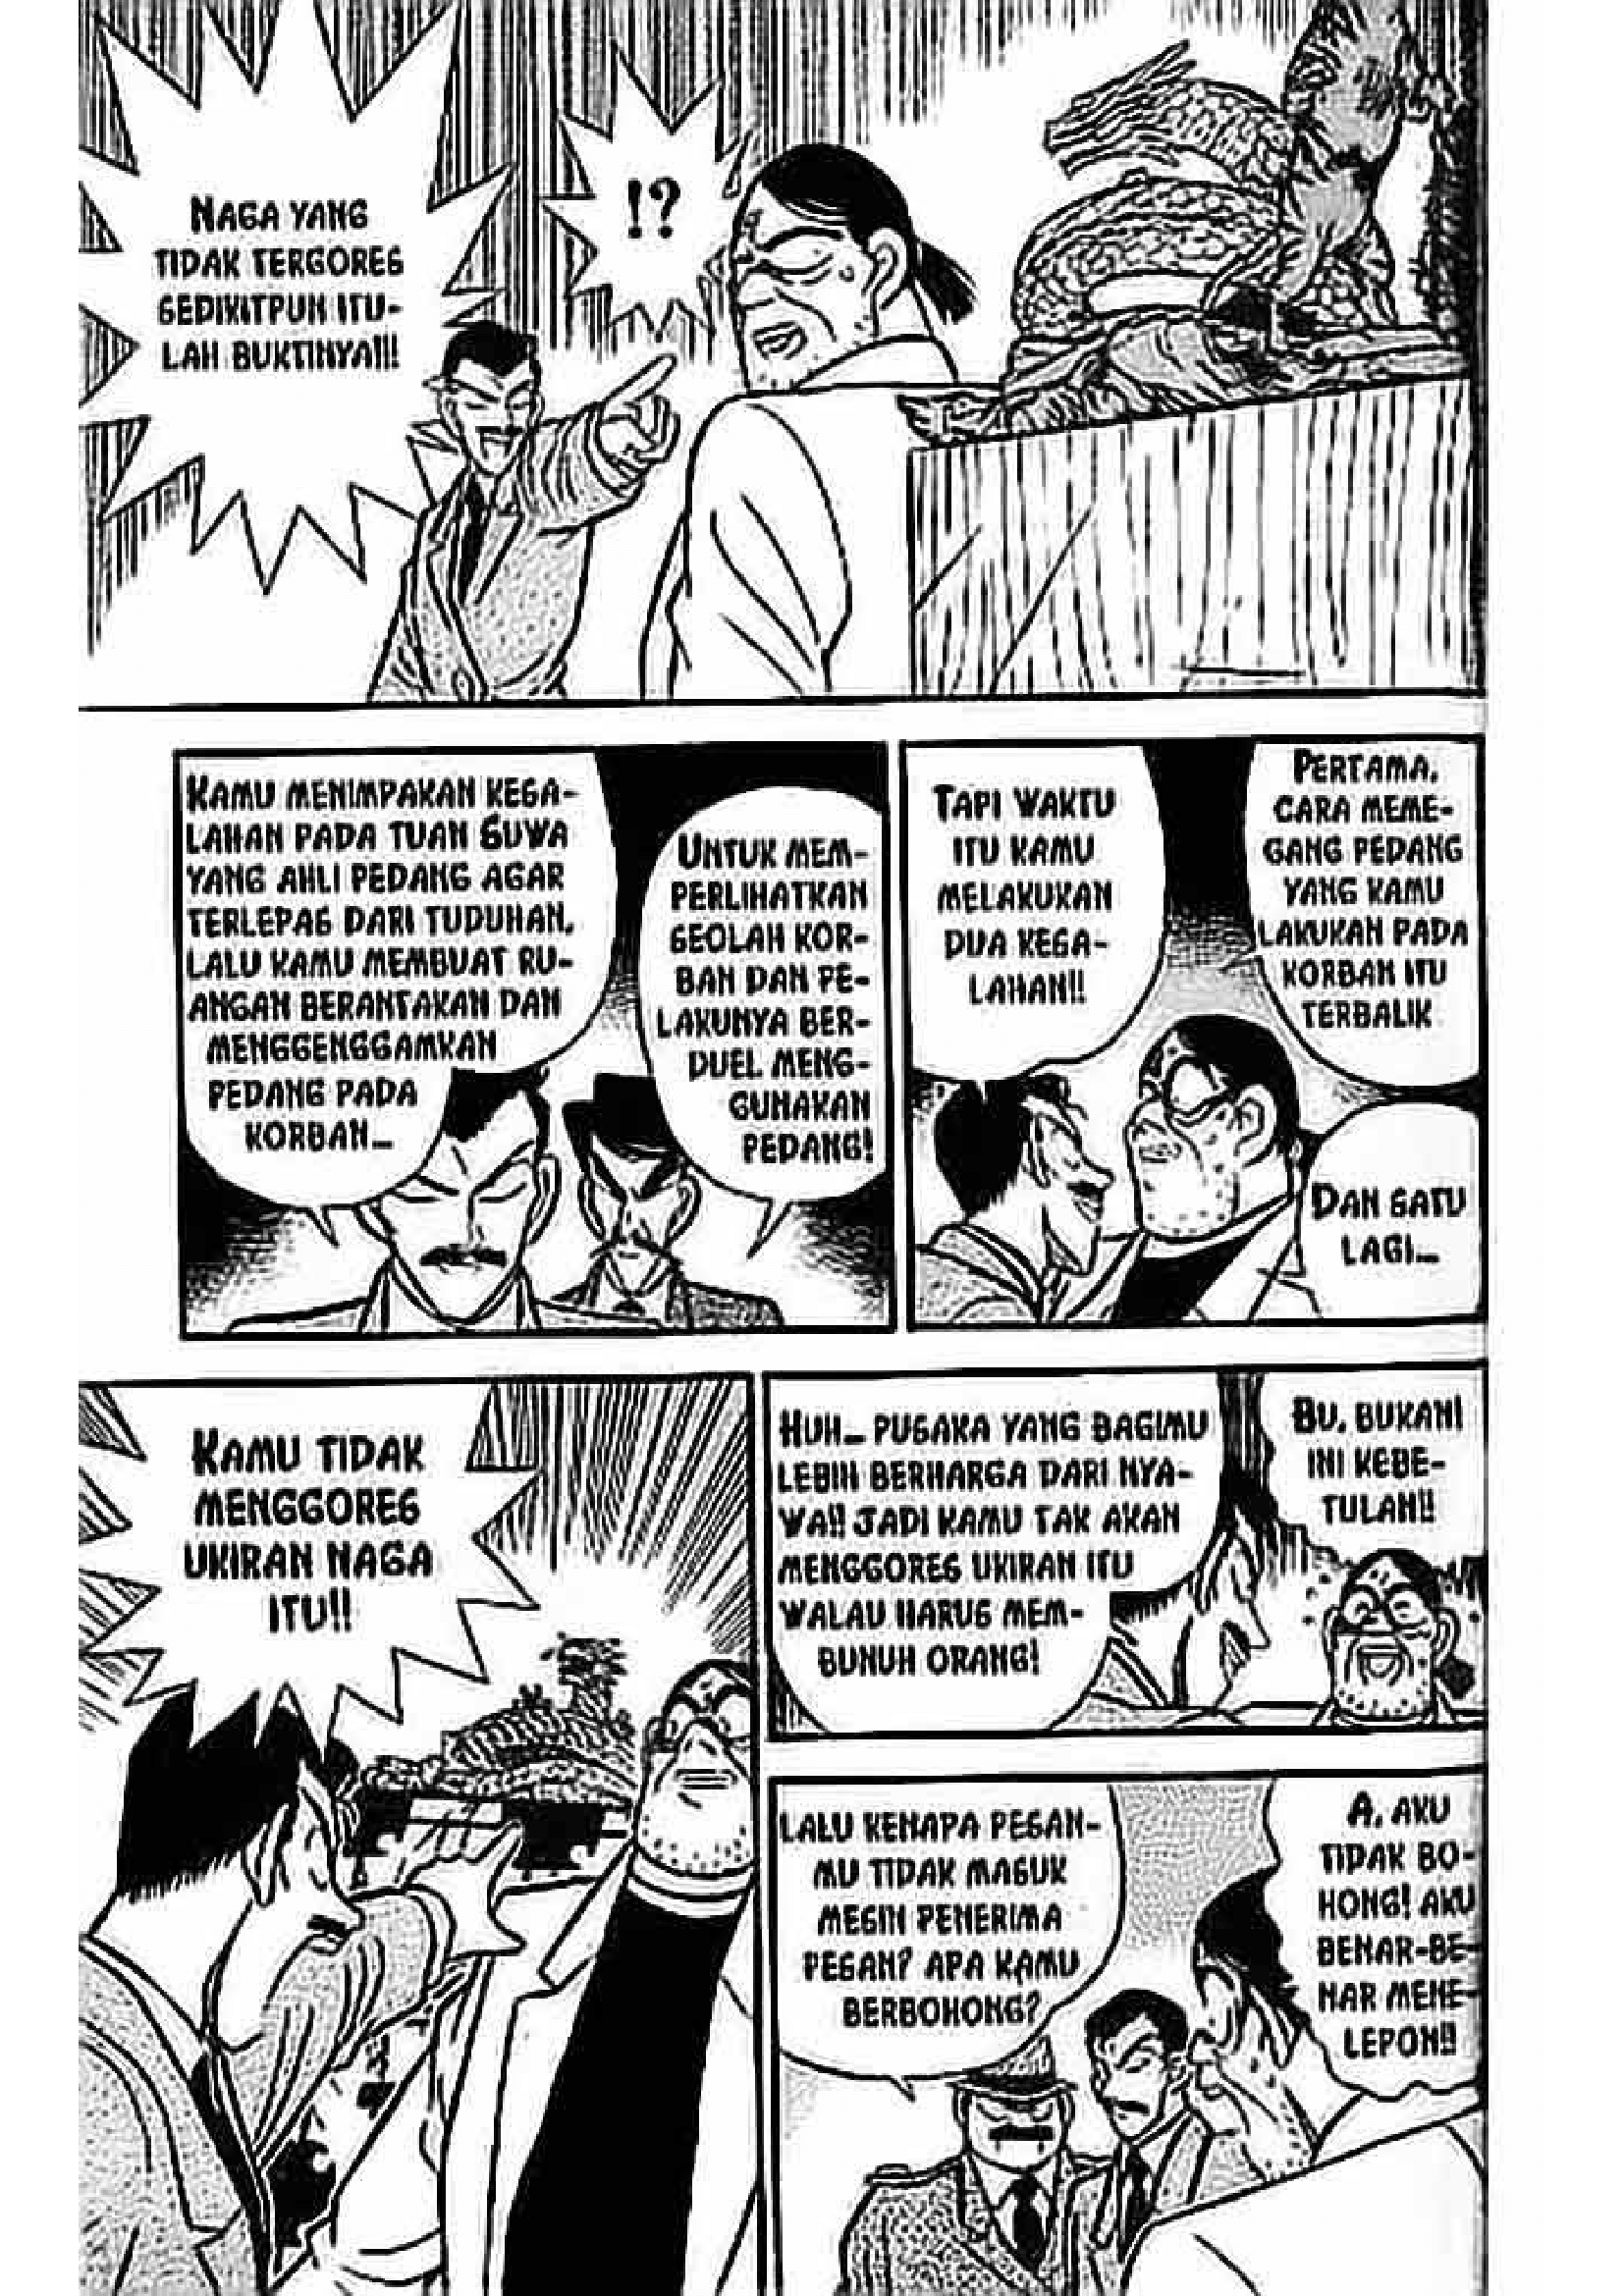 NAGA YANG
TIDAK TERGORES
SEDIKITPUN ITU-
LAH BUKTINYA!!!
!?
KAMU MENIMPAKAN KESA-
LAHAN PADA TUAN SUWA
YANG AHLI PEDANG AGAR
TERLEPAS DARI TUDUHAN,
LALU KAMU MEMBUAT RU-
ANGAN BERANTAKAN DAN
MENGGENGGAMKAN
PEDANG PADA
KORBAN...
UNTUK MEM-
PERLIHATKAN
SEOLAH KOR-
BAN DAN PE-
LAKUNYA BER-
DUEL MENG-
GUNAKAN
PEDANG!
TAPI WAKTU
ITU KAMU
MELAKUKAN
DUA KESA-
LAHAN!!
PERTAMA,
CARA MEME-
GANG PEDANG
YANG KAMU
LAKUKAN PADA
KORBAN ITU
TERBALIK
DAN SATU
LAGI...
KAMU TIDAK
MENGGORES
UKIRAN NAGA
ITU!!
HUH... PUSAKA YANG BAGIMU
LEBIH BERHARGA DARI NYA-
WA!! JADI KAMU TAK AKAN
MENGGORES UKIRAN ITU
WALAU HARUS MEM-
BUNUH ORANG!
BU, BUKAN!
INI KEBE-
TULAN!!
LALU KENAPA PESAN-
MU TIDAK MASUK
MESIN PENERIMA
PESAN? APA KAMU
BERBOHONG?
A, AKU
TIDAK BO-
HONG! AKU
BENAR-BE-
NAR MENE-
LEPON!!